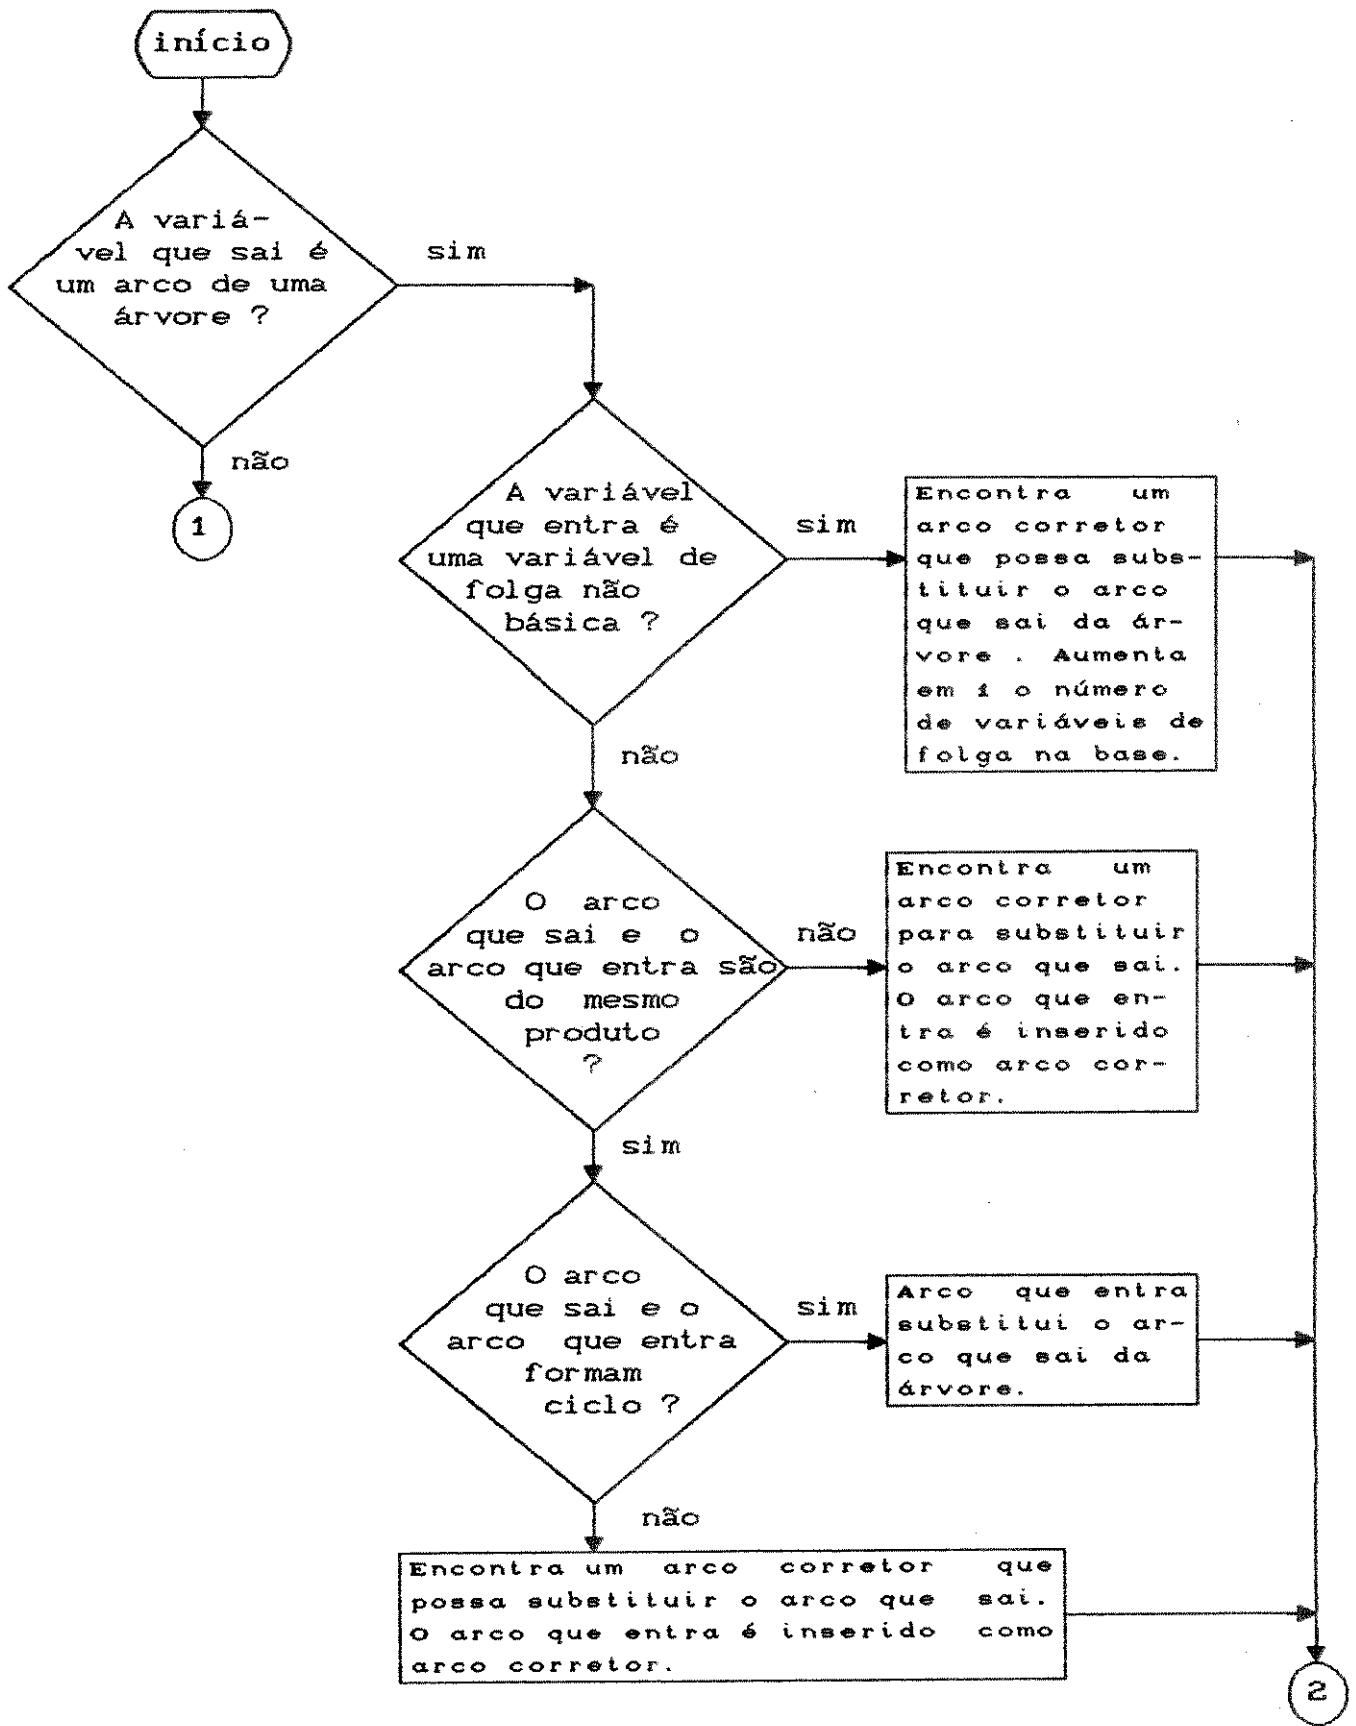 início
A variá-
vel que sai é
um arco de uma
árvore ?
sim
não
1
A variável
que entra é
uma variável de
folga não
básica ?
sim
Encontra um
arco corretor
que possa subs-
tituir o arco
que sai da ár-
vore . Aumenta
em 1 o número
de variáveis de
folga na base.
não
O arco
que sai e o
arco que entra são
do mesmo
produto
?
não
Encontra um
arco corretor
para substituir
o arco que sai.
O arco que en-
tra é inserido
como arco cor-
retor.
sim
O arco
que sai e o
arco que entra
formam
ciclo ?
sim
Arco que entra
substitui o ar-
co que sai da
árvore.
não
Encontra um arco corretor que
possa substituir o arco que sai.
O arco que entra é inserido como
arco corretor.
2